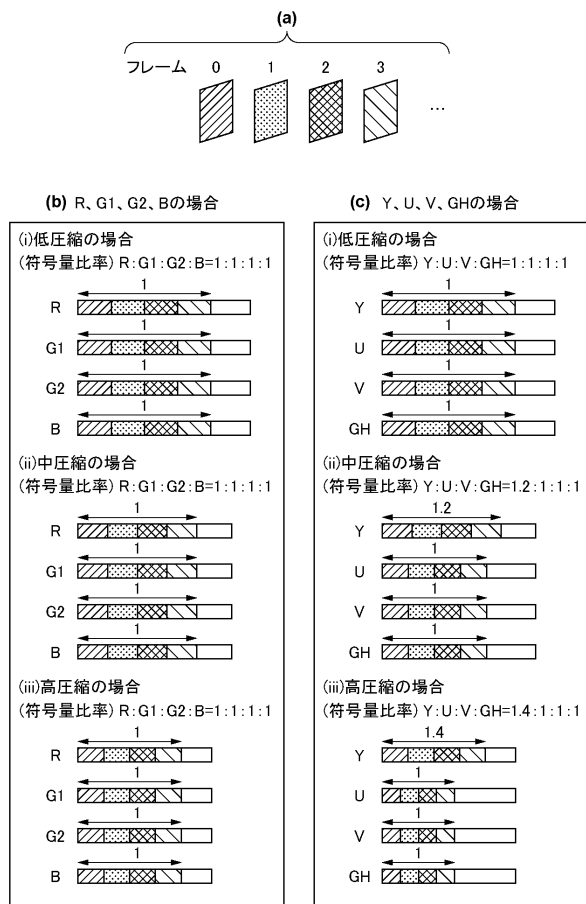 (a)
フレーム 0 1 2 3 …
(b) R、G1、G2、Bの場合
(i)低圧縮の場合
(符号量比率) R:G1:G2:B=1:1:1:1
1
R
1
G1
1
G2
1
B
(ii)中圧縮の場合
(符号量比率) R:G1:G2:B=1:1:1:1
1
R
1
G1
1
G2
1
B
(iii)高圧縮の場合
(符号量比率) R:G1:G2:B=1:1:1:1
1
R
1
G1
1
G2
1
B
(c) Y、U、V、GHの場合
(i)低圧縮の場合
(符号量比率) Y:U:V:GH=1:1:1:1
1
Y
1
U
1
V
1
GH
(ii)中圧縮の場合
(符号量比率) Y:U:V:GH=1.2:1:1:1
1.2
Y
1
U
1
V
1
GH
(iii)高圧縮の場合
(符号量比率) Y:U:V:GH=1.4:1:1:1
1.4
Y
1
U
1
V
1
GH